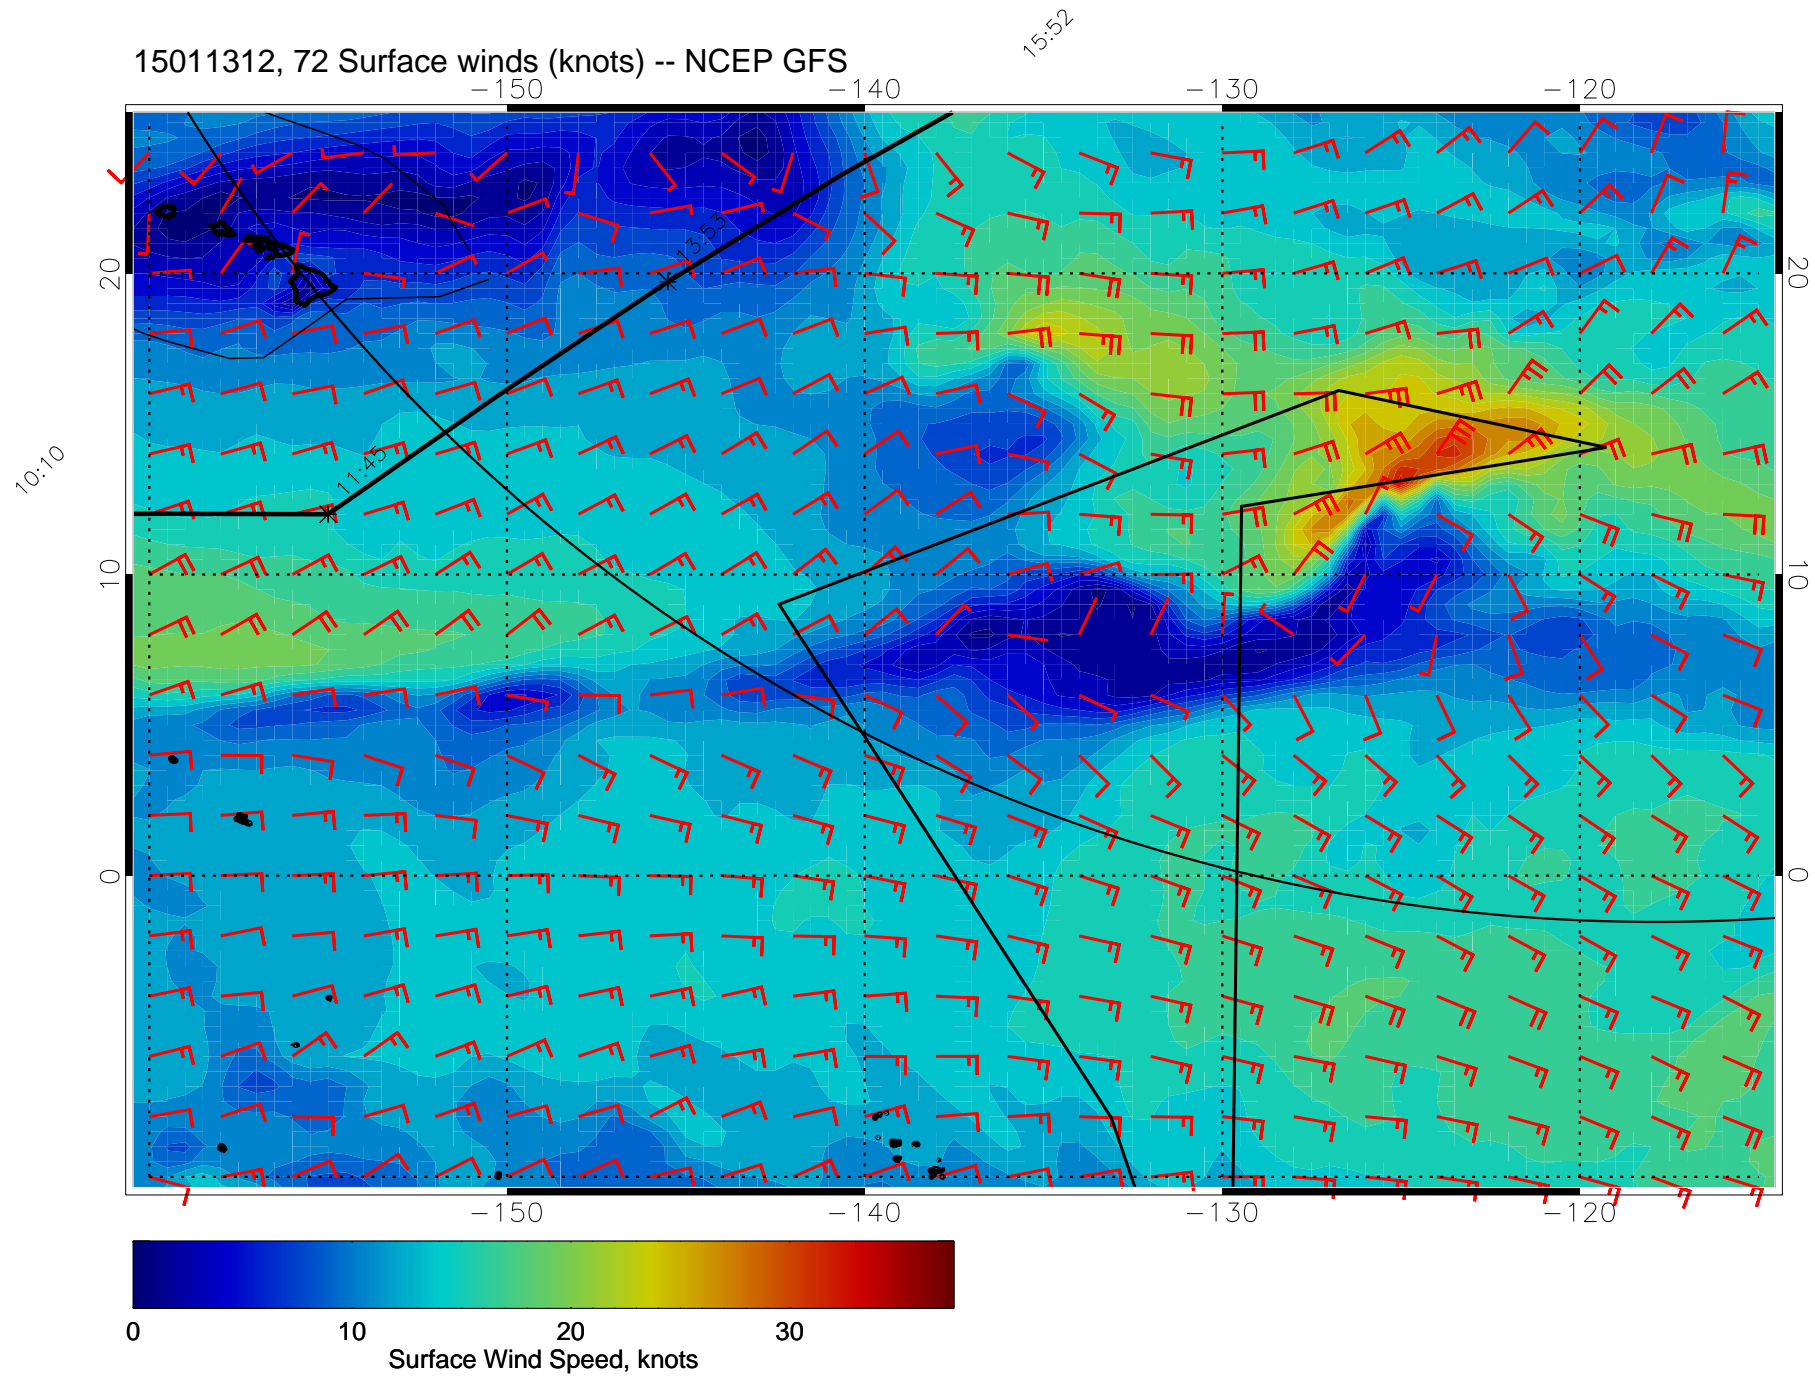 15:52
15011312, 72 Surface winds (knots) -- NCEP GFS
-150 -140 -130 -120
13:53
20 20
11:45
10:10
10 10
0 0
-150 -140 -130 -120
0 10 20 30
Surface Wind Speed, knots